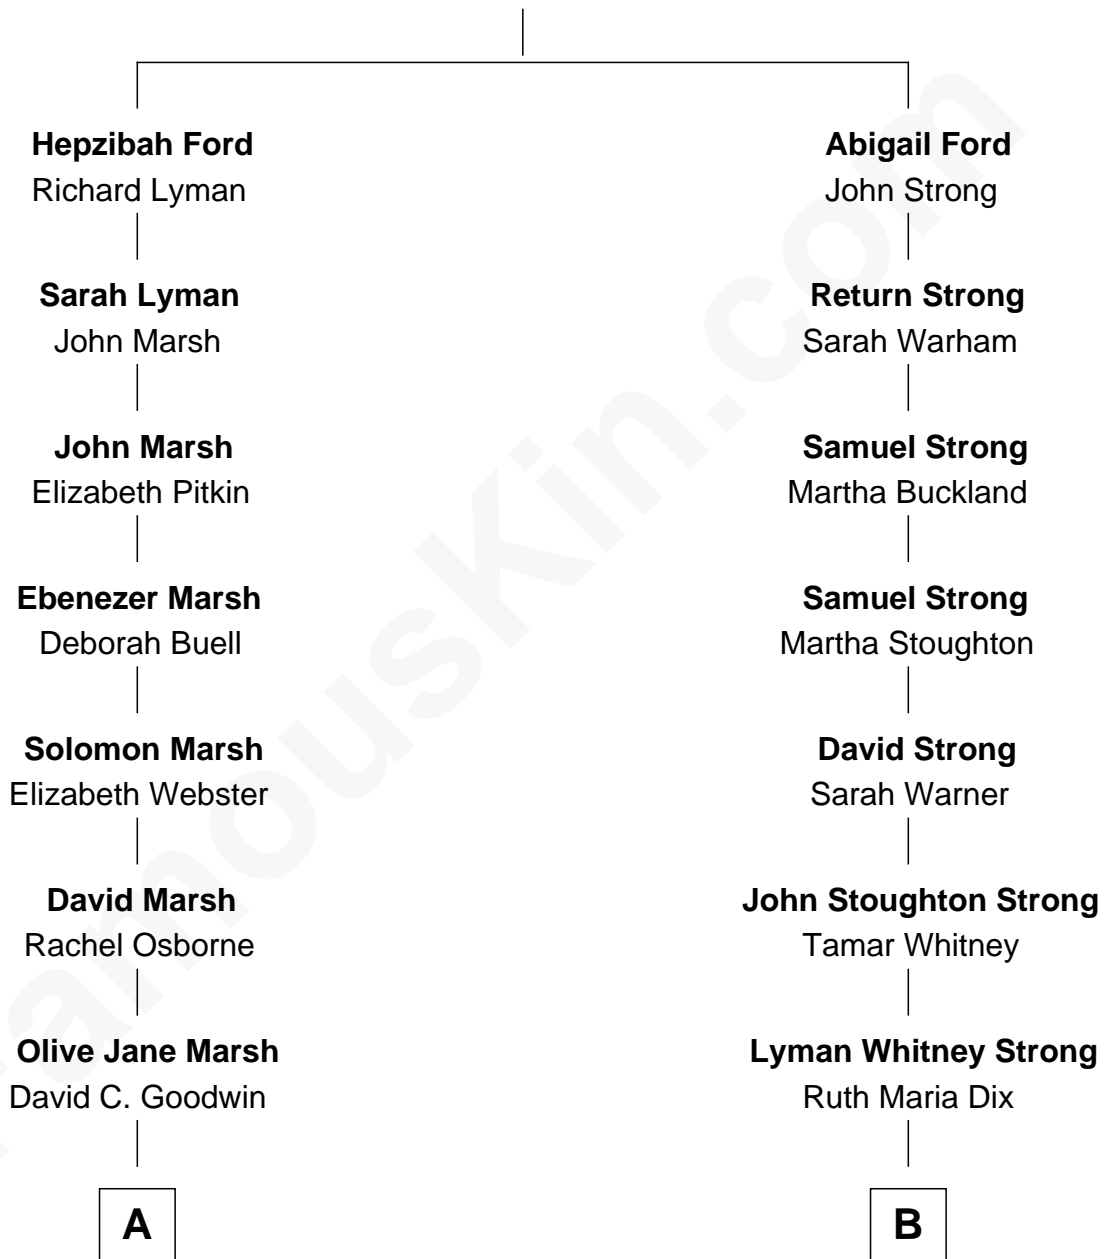 Hepzibah Ford
Richard Lyman
Sarah Lyman
John Marsh
John Marsh
Elizabeth Pitkin
Ebenezer Marsh
Deborah Buell
Solomon Marsh
Elizabeth Webster
David Marsh
Rachel Osborne
Olive Jane Marsh
David C. Goodwin
A
Abigail Ford
John Strong
Return Strong
Sarah Warham
Samuel Strong
Martha Buckland
Samuel Strong
Martha Stoughton
David Strong
Sarah Warner
John Stoughton Strong
Tamar Whitney
Lyman Whitney Strong
Ruth Maria Dix
B
FamousKin.com